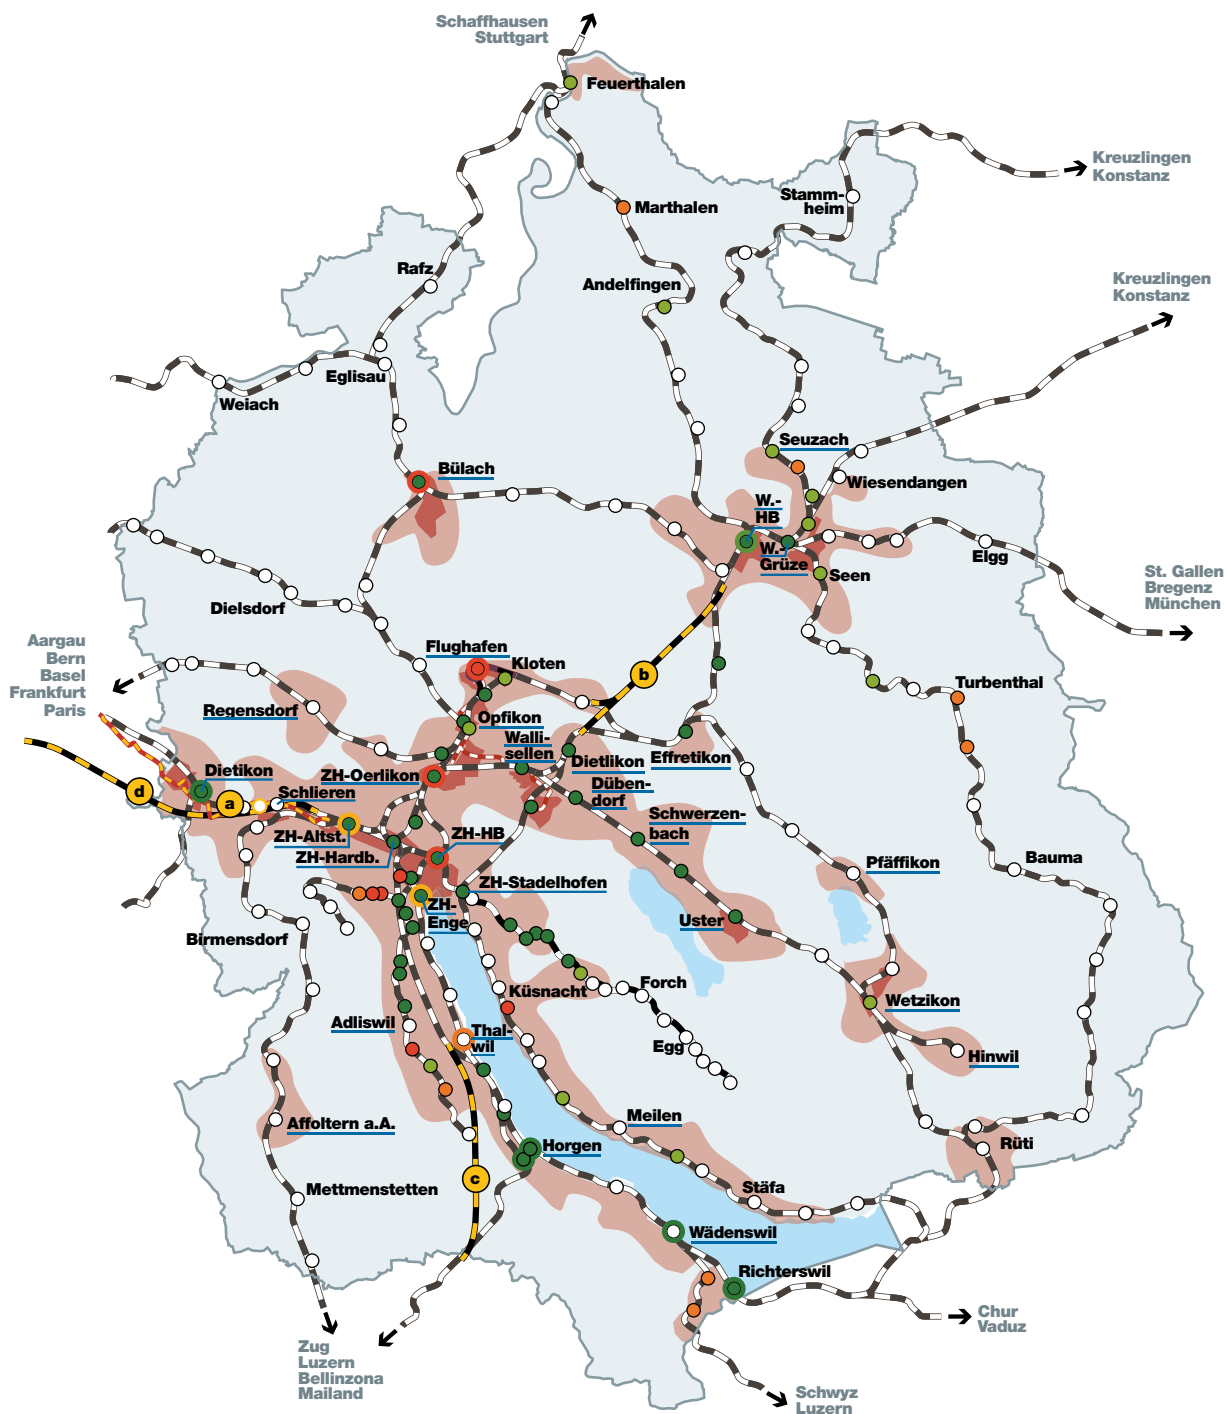 Schaffhausen
Stuttgart
Feuerthalen
Kreuzlingen
Konstanz
Stamm-
heim
Marthalen
Rafz
Andelfingen
Kreuzlingen
Konstanz
Eglisau
Weiach
Seuzach
Bülach
Wiesendangen
W.-
HB
W.-
Grüze
Elgg
Seen
St. Gallen
Bregenz
München
Dielsdorf
Aargau
Bern
Basel
Frankfurt
Paris
Flughafen
Kloten
b
Turbenthal
Regensdorf
Opfikon
Walli-
sellen
Dietlikon
Effretikon
Dietikon
ZH-Oerlikon
d
a
Schlieren
Düben-
dorf
Schwerzen-
bach
ZH-Altst.
ZH-Hardb.
ZH-HB
Pfäffikon
Bauma
ZH-Stadelhofen
ZH-
Enge
Uster
Birmensdorf
Forch
Küsnacht
Wetzikon
Adliswil
Thal-
wil
Egg
Hinwil
Affoltern a.A.
Meilen
Horgen
Rüti
c
Mettmenstetten
Stäfa
Wädenswil
Richterswil
Chur
Vaduz
Zug
Luzern
Bellinzona
Mailand
Schwyz
Luzern